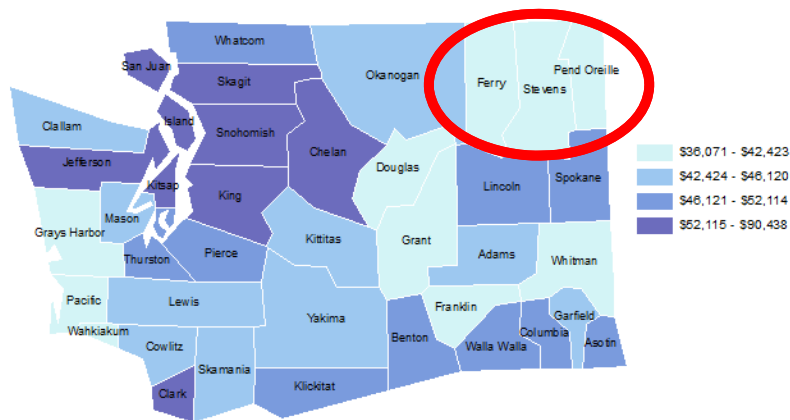 Whatcom
San Juan
Skagit
Okanogan
Ferry
Stevens
Pend Oreille
Clallam
Island
Snohomish
Chelan
Jefferson
Kitsap
King
Douglas
Lincoln
Spokane
Mason
Grays Harbor
Thurston
Pierce
Kittitas
Grant
Adams
Whitman
Pacific
Lewis
Yakima
Franklin
Garfield
Wahkiakum
Cowlitz
Skamania
Benton
Walla Walla
Columbia
Asotin
Clark
Klickitat
$36,071 - $42,423
$42,424 - $46,120
$46,121 - $52,114
$52,115 - $90,438